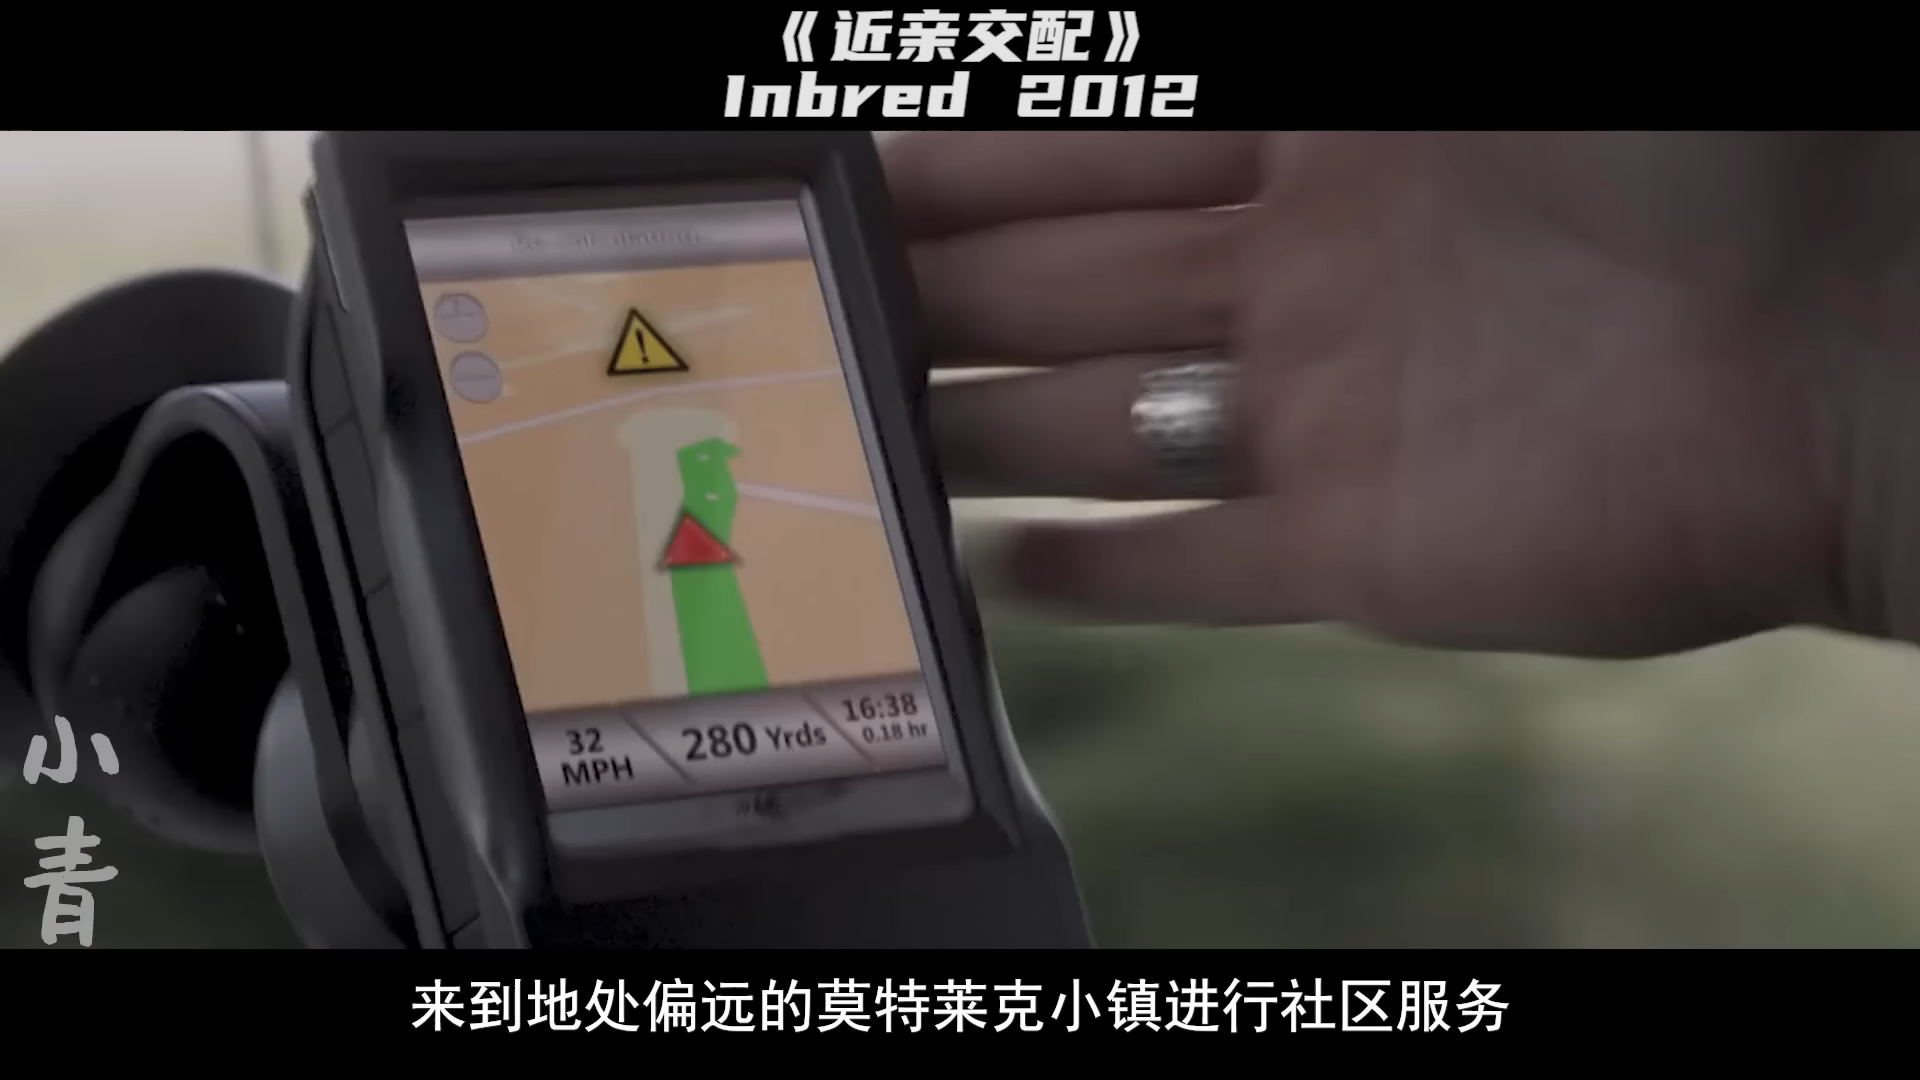 《近亲交配》
Inbred 2012
32
MPH
280 Yrds
16:38
0.18 hr
小青
来到地处偏远的莫特莱克小镇进行社区服务